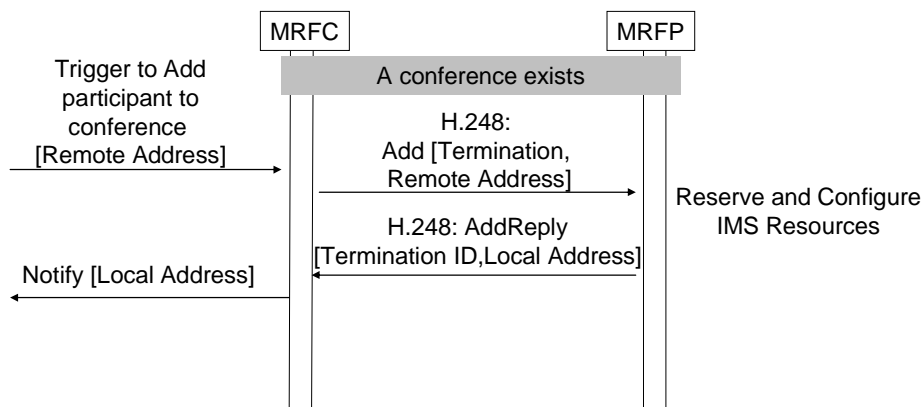 MRFC
MRFP
A conference exists
Trigger to Add
participant to
conference
[Remote Address]
H.248:
Add [Termination,
Remote Address]
Reserve and Configure
IMS Resources
H.248: AddReply
[Termination ID,Local Address]
Notify [Local Address]